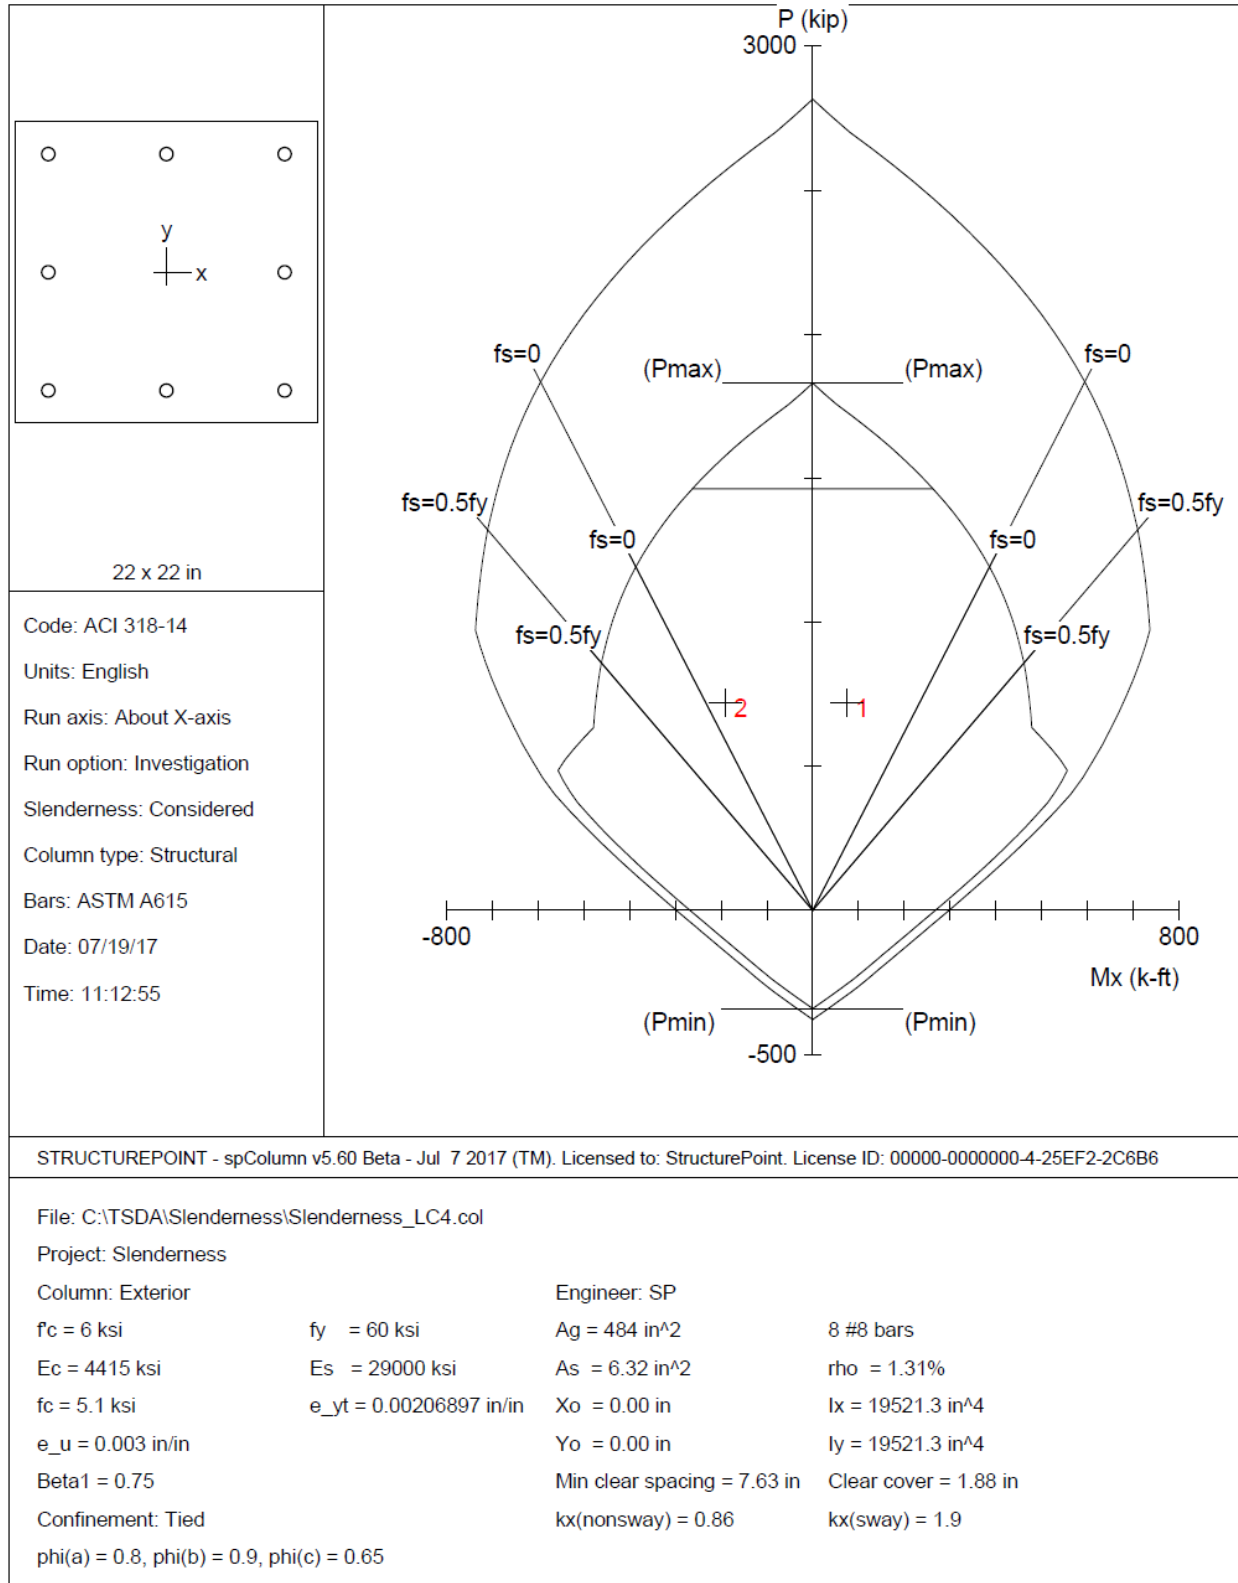 P (kip)
3000
y
x
fs=0
fs=0
(Pmax)
(Pmax)
fs=0.5fy
fs=0.5fy
fs=0
fs=0
22 x 22 in
Code: ACI 318-14
Units: English
Run axis: About X-axis
Run option: Investigation
Slenderness: Considered
Column type: Structural
Bars: ASTM A615
Date: 07/19/17
Time: 11:12:55
fs=0.5fy
fs=0.5fy
2
1
-800
800
Mx (k-ft)
(Pmin)
(Pmin)
-500
STRUCTUREPOINT - spColumn v5.60 Beta - Jul 7 2017 (TM). Licensed to: StructurePoint. License ID: 00000-0000000-4-25EF2-2C6B6
File: C:\TSDA\Slenderness\Slenderness_LC4.col
Project: Slenderness
Column: Exterior Engineer: SP
f'c = 6 ksi fy = 60 ksi Ag = 484 in^2 8 #8 bars
Ec = 4415 ksi Es = 29000 ksi As = 6.32 in^2 rho = 1.31%
fc = 5.1 ksi e_yt = 0.00206897 in/in Xo = 0.00 in Ix = 19521.3 in^4
e_u = 0.003 in/in Yo = 0.00 in Iy = 19521.3 in^4
Beta1 = 0.75 Min clear spacing = 7.63 in Clear cover = 1.88 in
Confinement: Tied kx(nonsway) = 0.86 kx(sway) = 1.9
phi(a) = 0.8, phi(b) = 0.9, phi(c) = 0.65